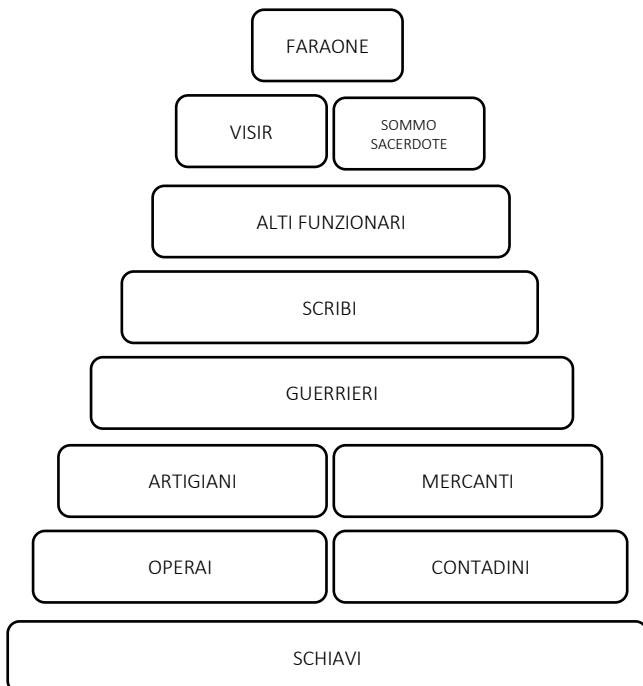 FARAONE
VISIR
SOMMO
SACERDOTE
ALTI FUNZIONARI
SCRIBI
GUERRIERI
ARTIGIANI
MERCANTI
OPERAI
CONTADINI
SCHIAVI